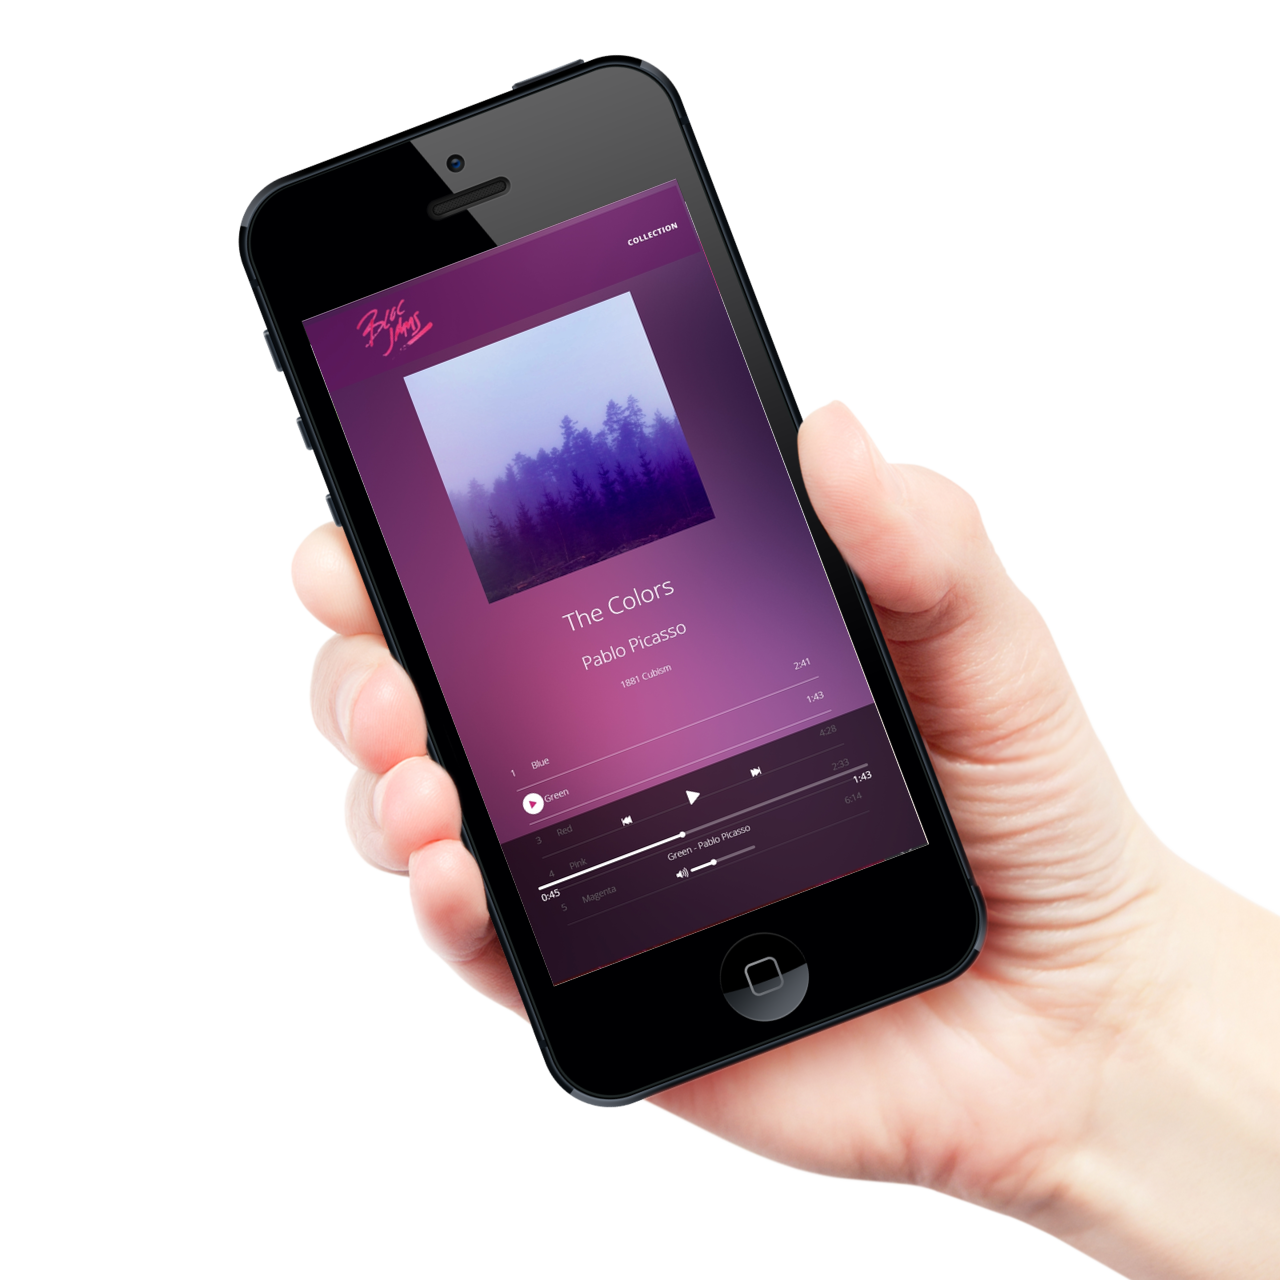 COLLECTION
BLOC
JAMS
The Colors
Pablo Picasso
1881 Cubism
1 Blue 2:41
Green 1:43
3 Red 4:28
4 Pink 2:33
0:45 1:43
Green - Pablo Picasso
5 Magenta 6:14